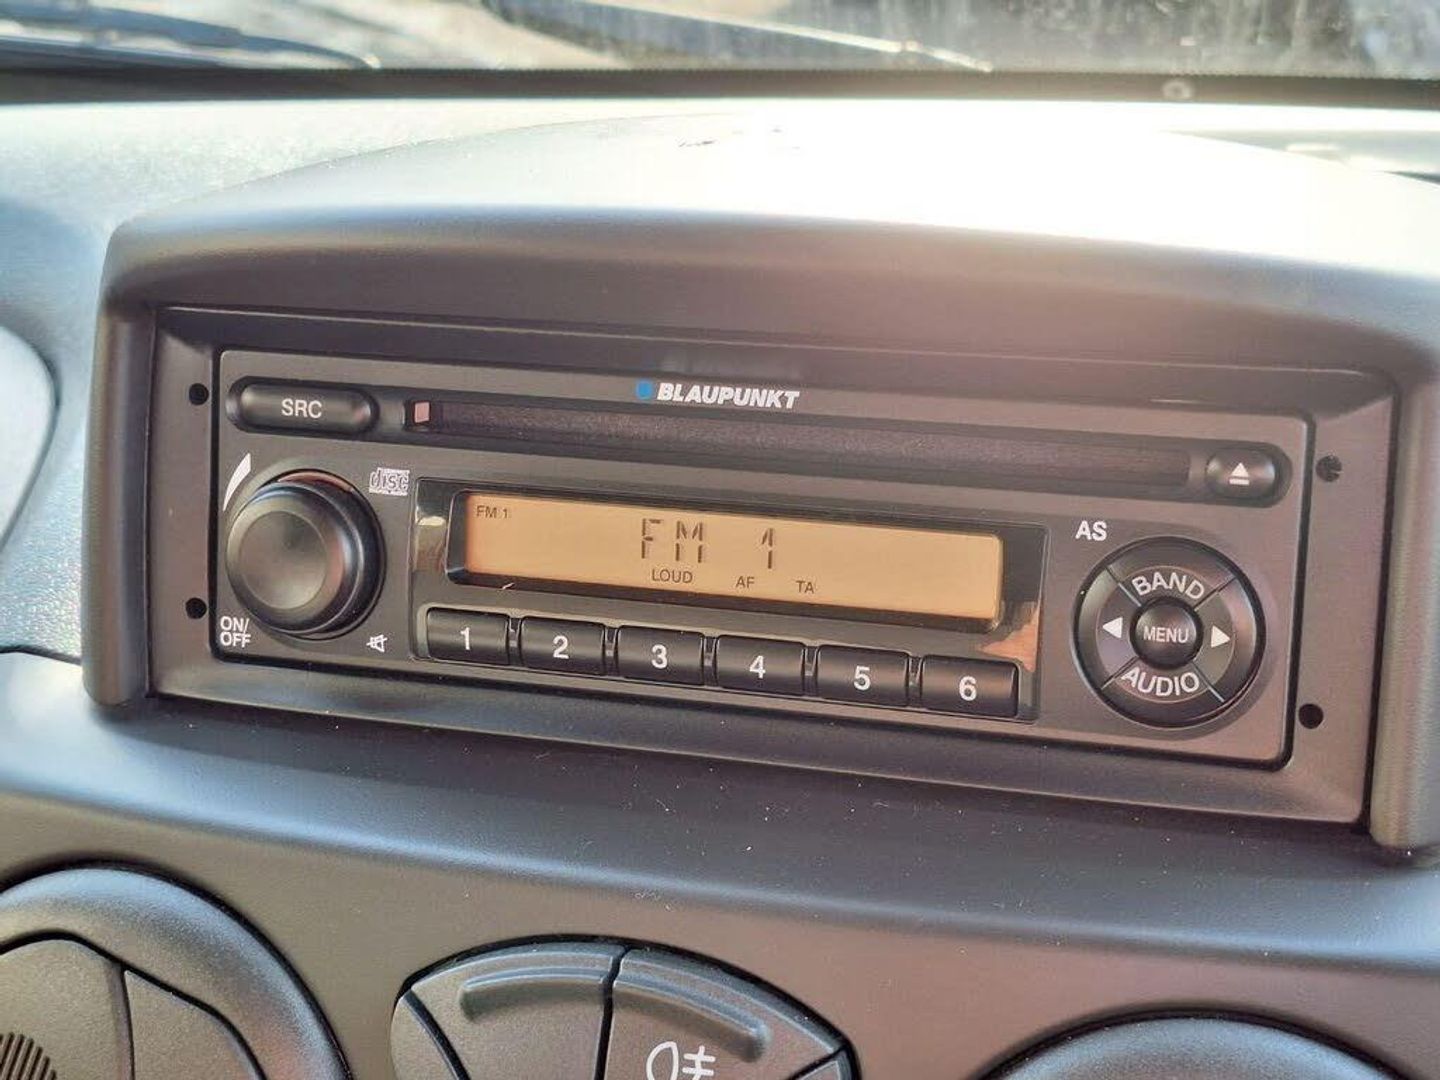 BLAUPUNKT
SRC
disc
FM 1
FM 1
LOUD AF TA
AS
BAND
MENU
AUDIO
ON/
OFF
1 2 3 4 5 6